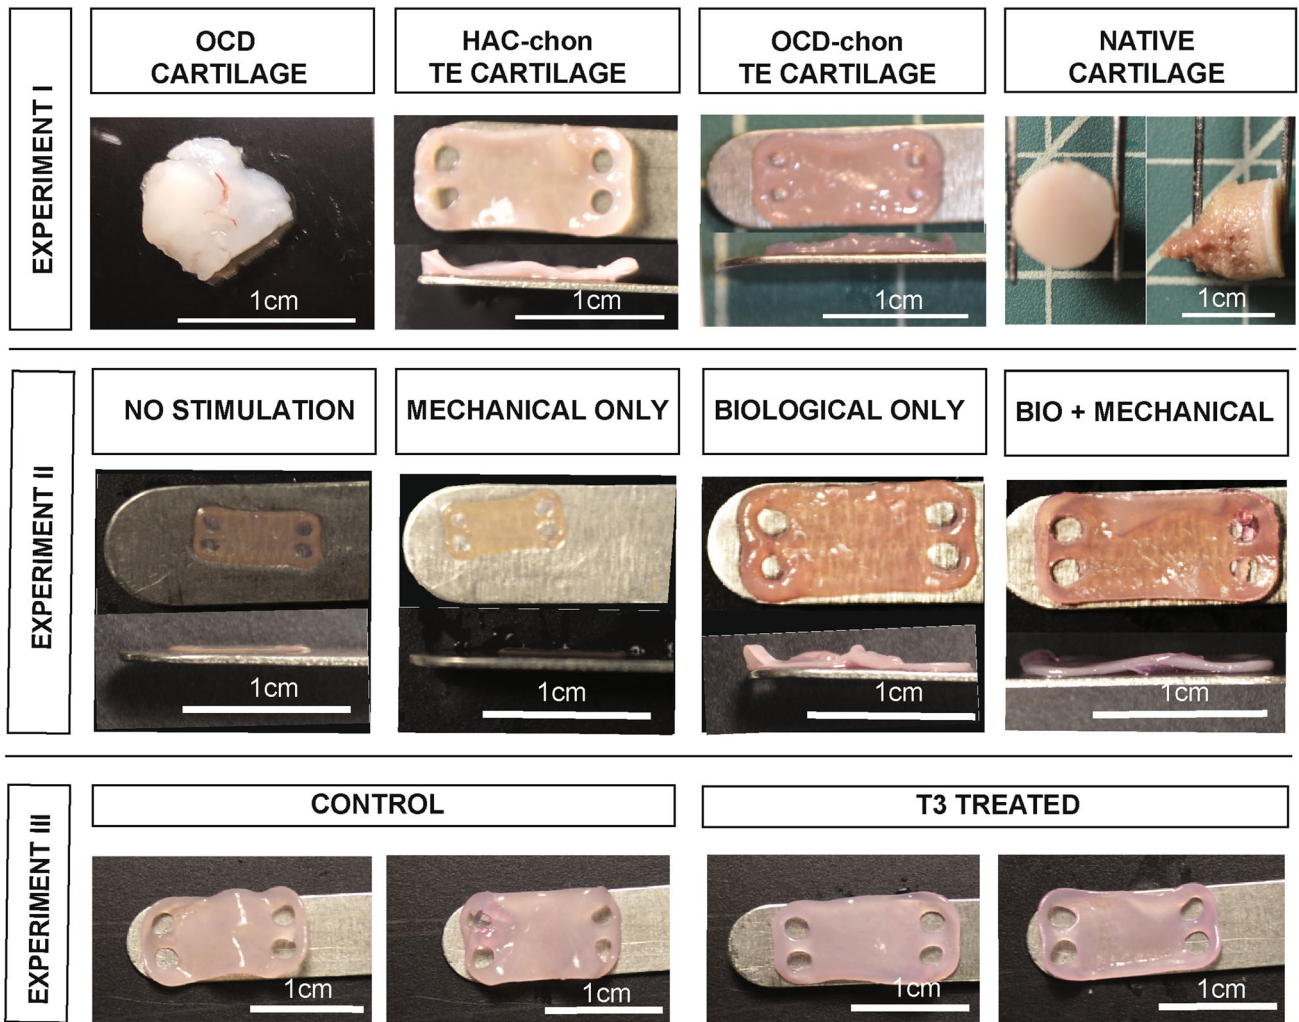 EXPERIMENT I
OCD
CARTILAGE
HAC-chon
TE CARTILAGE
OCD-chon
TE CARTILAGE
NATIVE
CARTILAGE
1cm
1cm
1cm
1cm
EXPERIMENT II
NO STIMULATION
MECHANICAL ONLY
BIOLOGICAL ONLY
BIO + MECHANICAL
1cm
1cm
1cm
1cm
EXPERIMENT III
CONTROL
T3 TREATED
1cm
1cm
1cm
1cm